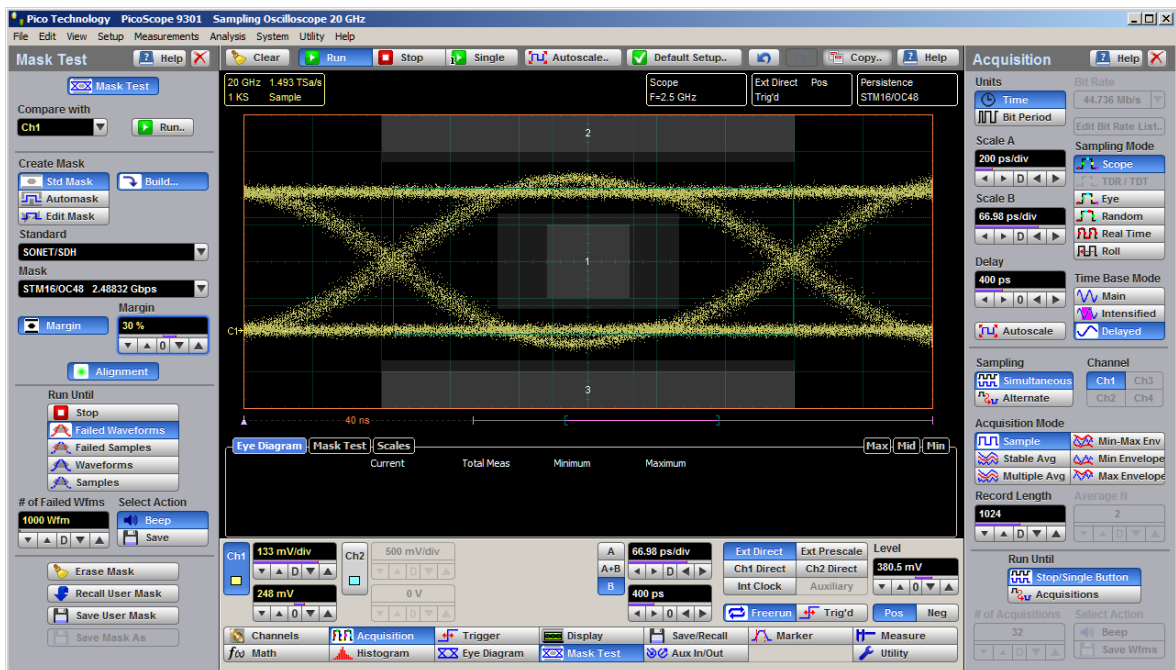 Pico Technology PicoScope 9301 Sampling Oscilloscope 20 GHz
File Edit View Setup Measurements Analysis System Utility Help
Mask Test Help
Clear Run Stop Single Autoscale.. Default Setup.. Copy.. Help
Acquisition Help
Mask Test
Compare with
Ch1 Run..
Create Mask
Std Mask Build...
Automask
Edit Mask
Standard
SONET/SDH
Mask
STM16/OC48 2.48832 Gbps
Margin
Margin 30 %
0
Alignment
Run Until
Stop
Failed Waveforms
Failed Samples
Waveforms
Samples
# of Failed Wfms Select Action
1000 Wfm Beep
D Save
Erase Mask
Recall User Mask
Save User Mask
Save Mask As
20 GHz 1.493 TSa/s
1 KS Sample
Scope
F=2.5 GHz
Ext Direct Pos
Trig'd
Persistence
STM16/OC48
2
1
C1
3
40 ns
Eye Diagram Mask Test Scales Max Mid Min
Current Total Meas Minimum Maximum
Ch1 133 mV/div
D
248 mV
0
Ch2 500 mV/div
D
0 V
0
A 66.98 ps/div
A+B D
B 400 ps
0
Ext Direct Ext Prescale Level
Ch1 Direct Ch2 Direct 380.5 mV
Int Clock Auxiliary 0
Freerun Trig'd Pos Neg
Channels Acquisition Trigger Display Save/Recall Marker Measure
f(x) Math Histogram Eye Diagram Mask Test Aux In/Out Utility
Units Bit Rate
Time 44.736 Mb/s
Bit Period Edit Bit Rate List..
Scale A Sampling Mode
200 ps/div Scope
D TDR / TDT
Scale B Eye
66.98 ps/div Random
D Real Time
Roll
Delay
400 ps Time Base Mode
0 Main
Intensified
Autoscale Delayed
Sampling Channel
Simultaneous Ch1 Ch3
Alternate Ch2 Ch4
Acquisition Mode
Sample Min-Max Env
Stable Avg Min Envelope
Multiple Avg Max Envelope
Record Length Average N
1024 2
D D
Run Until
Stop/Single Button
Acquisitions
# of Acquisitions Select Action
32 Beep
D Save Wfms